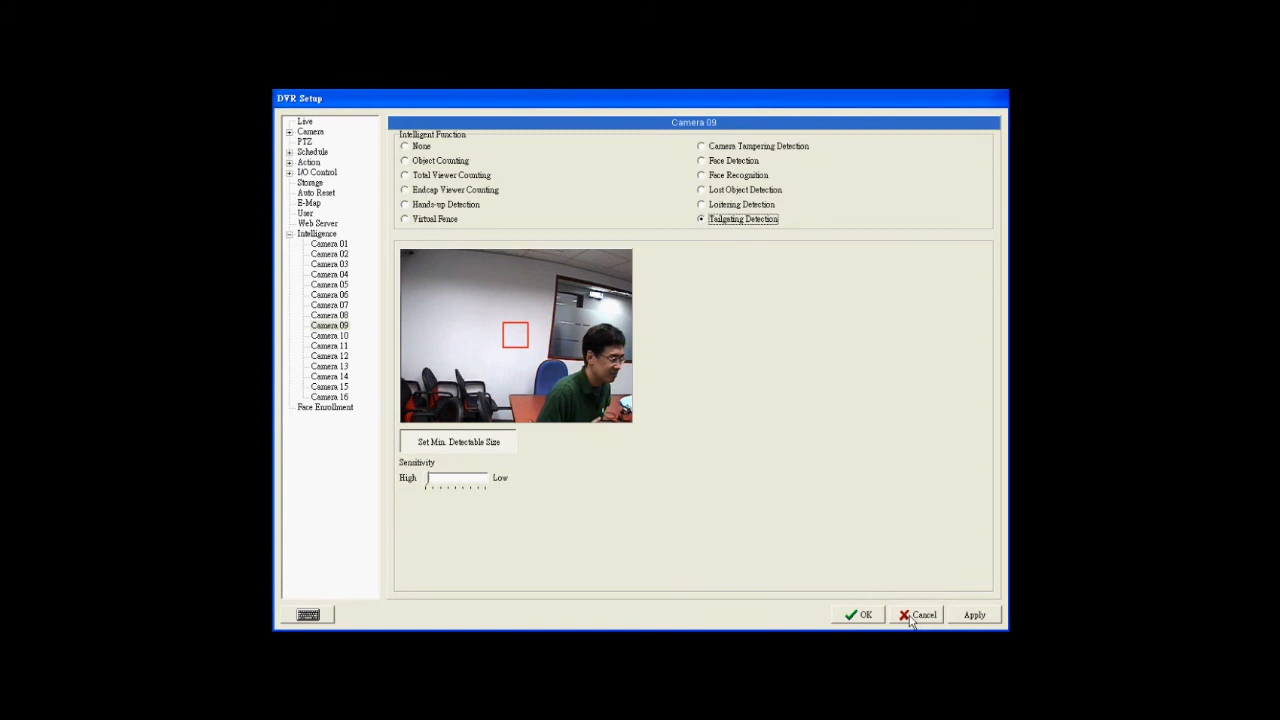 DVR Setup
Live
Camera
PTZ
Schedule
Action
I/O Control
Storage
Auto Reset
E-Map
User
Web Server
Intelligence
Camera 01
Camera 02
Camera 03
Camera 04
Camera 05
Camera 06
Camera 07
Camera 08
Camera 09
Camera 10
Camera 11
Camera 12
Camera 13
Camera 14
Camera 15
Camera 16
Face Enrollment
Camera 09
Intelligent Function
None
Object Counting
Total Viewer Counting
Endcap Viewer Counting
Hands-up Detection
Virtual Fence
Camera Tampering Detection
Face Detection
Face Recognition
Lost Object Detection
Loitering Detection
Tailgating Detection
Set Min. Detectable Size
Sensitivity
High Low
OK Cancel Apply